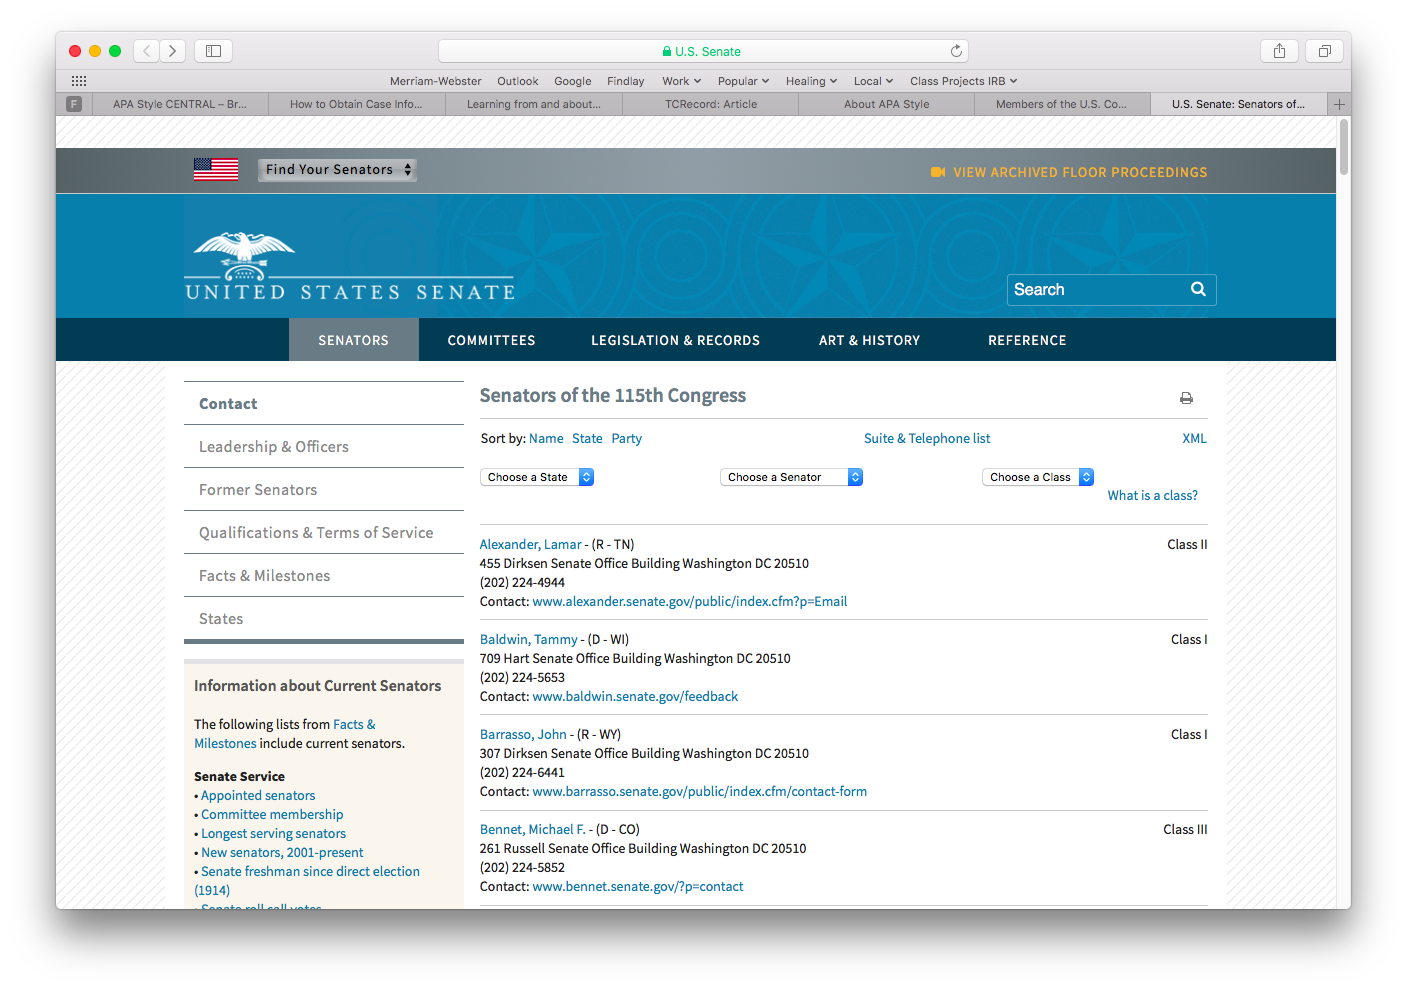 U.S. Senate
Merriam-Webster Outlook Google Findlay Work Popular Healing Local Class Projects IRB
F APA Style CENTRAL – Br... How to Obtain Case Info... Learning from and about... TCRecord: Article About APA Style Members of the U.S. Co... U.S. Senate: Senators of...
Find Your Senators
VIEW ARCHIVED FLOOR PROCEEDINGS
UNITED STATES SENATE
Search
SENATORS COMMITTEES LEGISLATION & RECORDS ART & HISTORY REFERENCE
Contact
Leadership & Officers
Former Senators
Qualifications & Terms of Service
Facts & Milestones
States
Information about Current Senators
The following lists from Facts &
Milestones include current senators.
Senate Service
• Appointed senators
• Committee membership
• Longest serving senators
• New senators, 2001-present
• Senate freshman since direct election
(1914)
• Senate roll call votes
Senators of the 115th Congress
Sort by: Name State Party Suite & Telephone list XML
Choose a State Choose a Senator Choose a Class
What is a class?
Alexander, Lamar - (R - TN) Class II
455 Dirksen Senate Office Building Washington DC 20510
(202) 224-4944
Contact: www.alexander.senate.gov/public/index.cfm?p=Email
Baldwin, Tammy - (D - WI) Class I
709 Hart Senate Office Building Washington DC 20510
(202) 224-5653
Contact: www.baldwin.senate.gov/feedback
Barrasso, John - (R - WY) Class I
307 Dirksen Senate Office Building Washington DC 20510
(202) 224-6441
Contact: www.barrasso.senate.gov/public/index.cfm/contact-form
Bennet, Michael F. - (D - CO) Class III
261 Russell Senate Office Building Washington DC 20510
(202) 224-5852
Contact: www.bennet.senate.gov/?p=contact